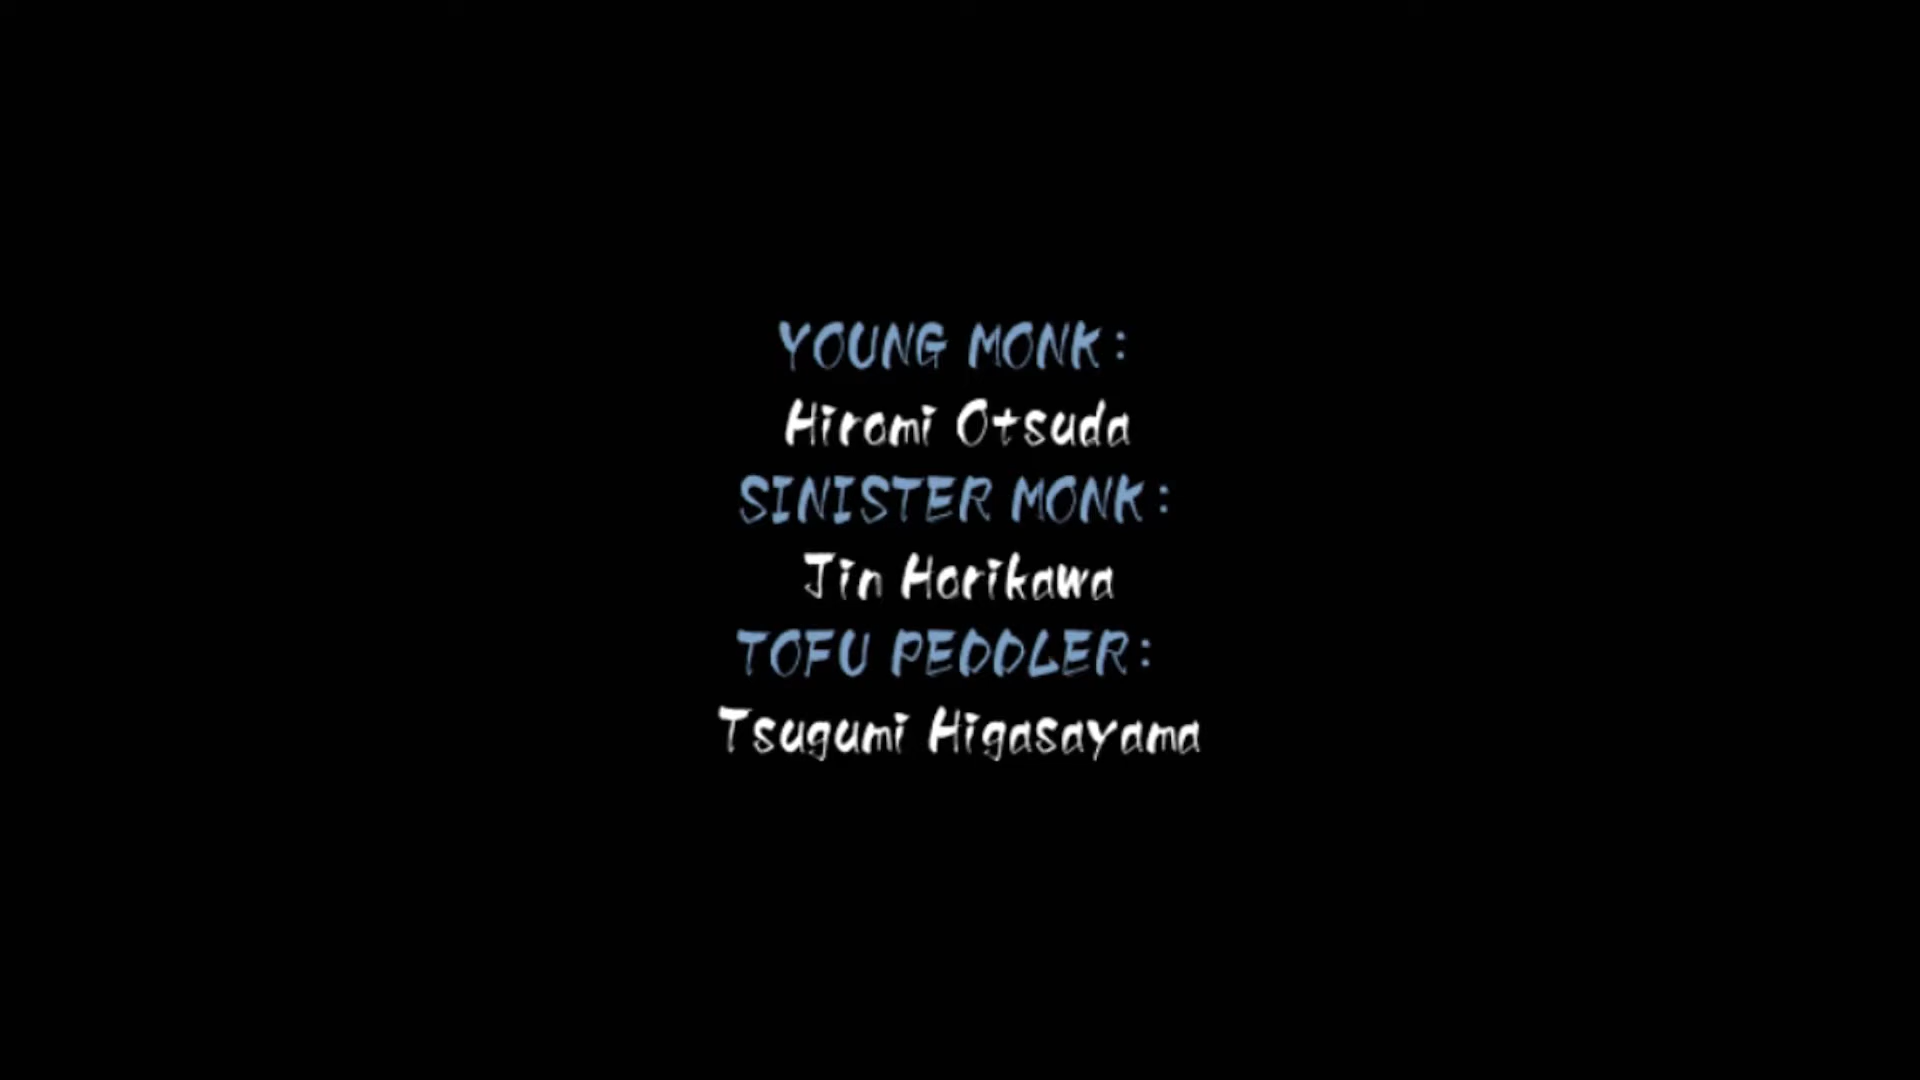 YOUNG MONK:
Hiromi Otsuda
SINISTER MONK:
Jin Horikawa
TOFU PEDDLER:
Tsugumi Higasayama